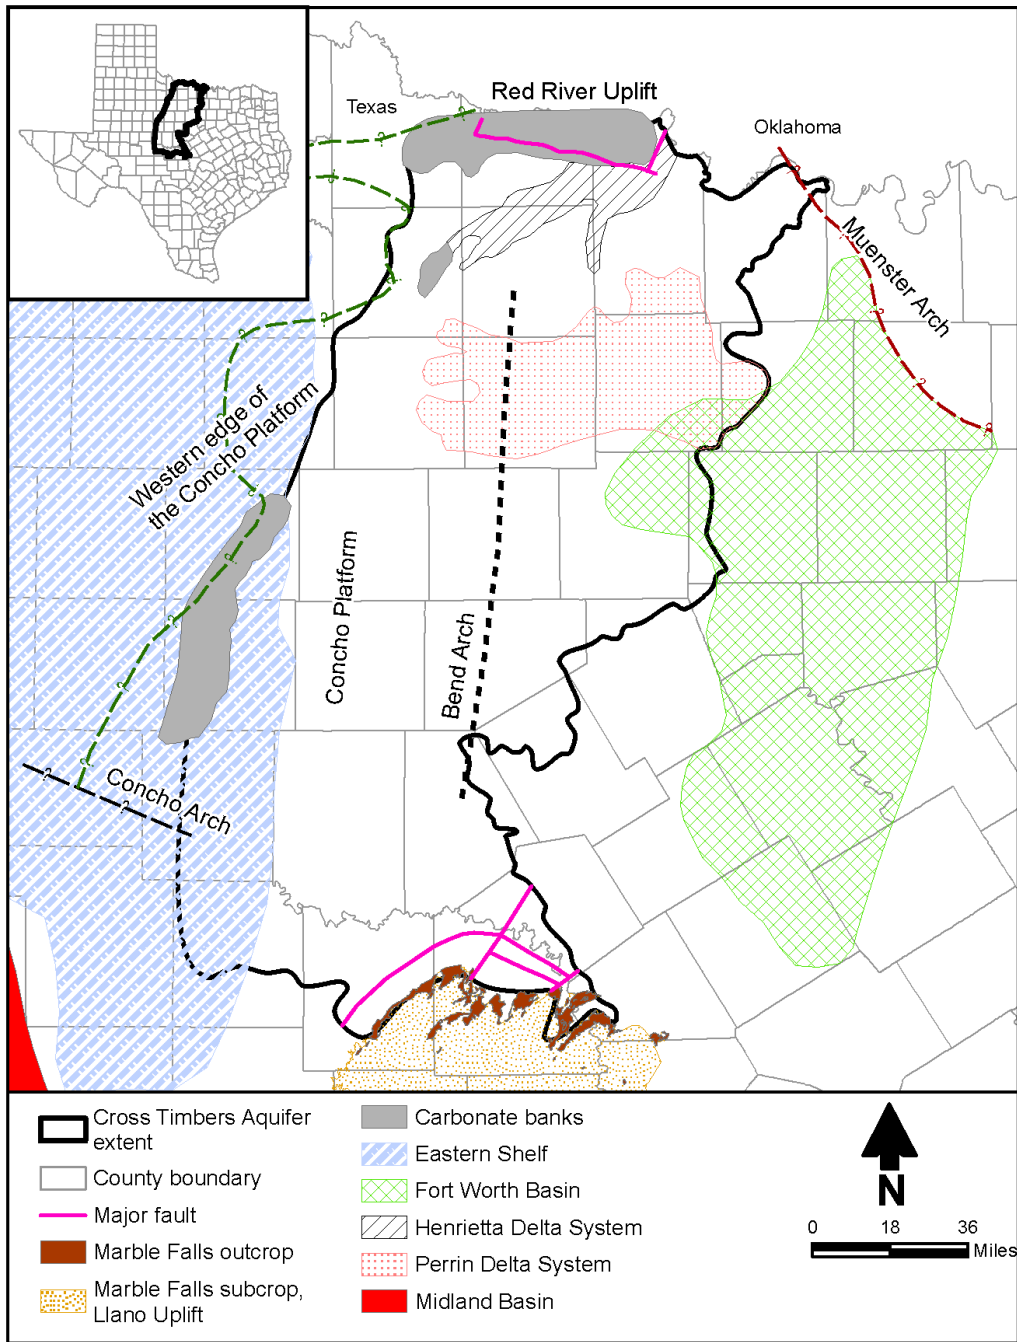 Red River Uplift
Texas
Oklahoma
Muenster Arch
Western edge of
the Concho Platform
Concho Platform
Bend Arch
Concho Arch
Cross Timbers Aquifer
extent
County boundary
Major fault
Marble Falls outcrop
Marble Falls subcrop,
Llano Uplift
Carbonate banks
Eastern Shelf
Fort Worth Basin
Henrietta Delta System
Perrin Delta System
Midland Basin
N
0 18 36
Miles